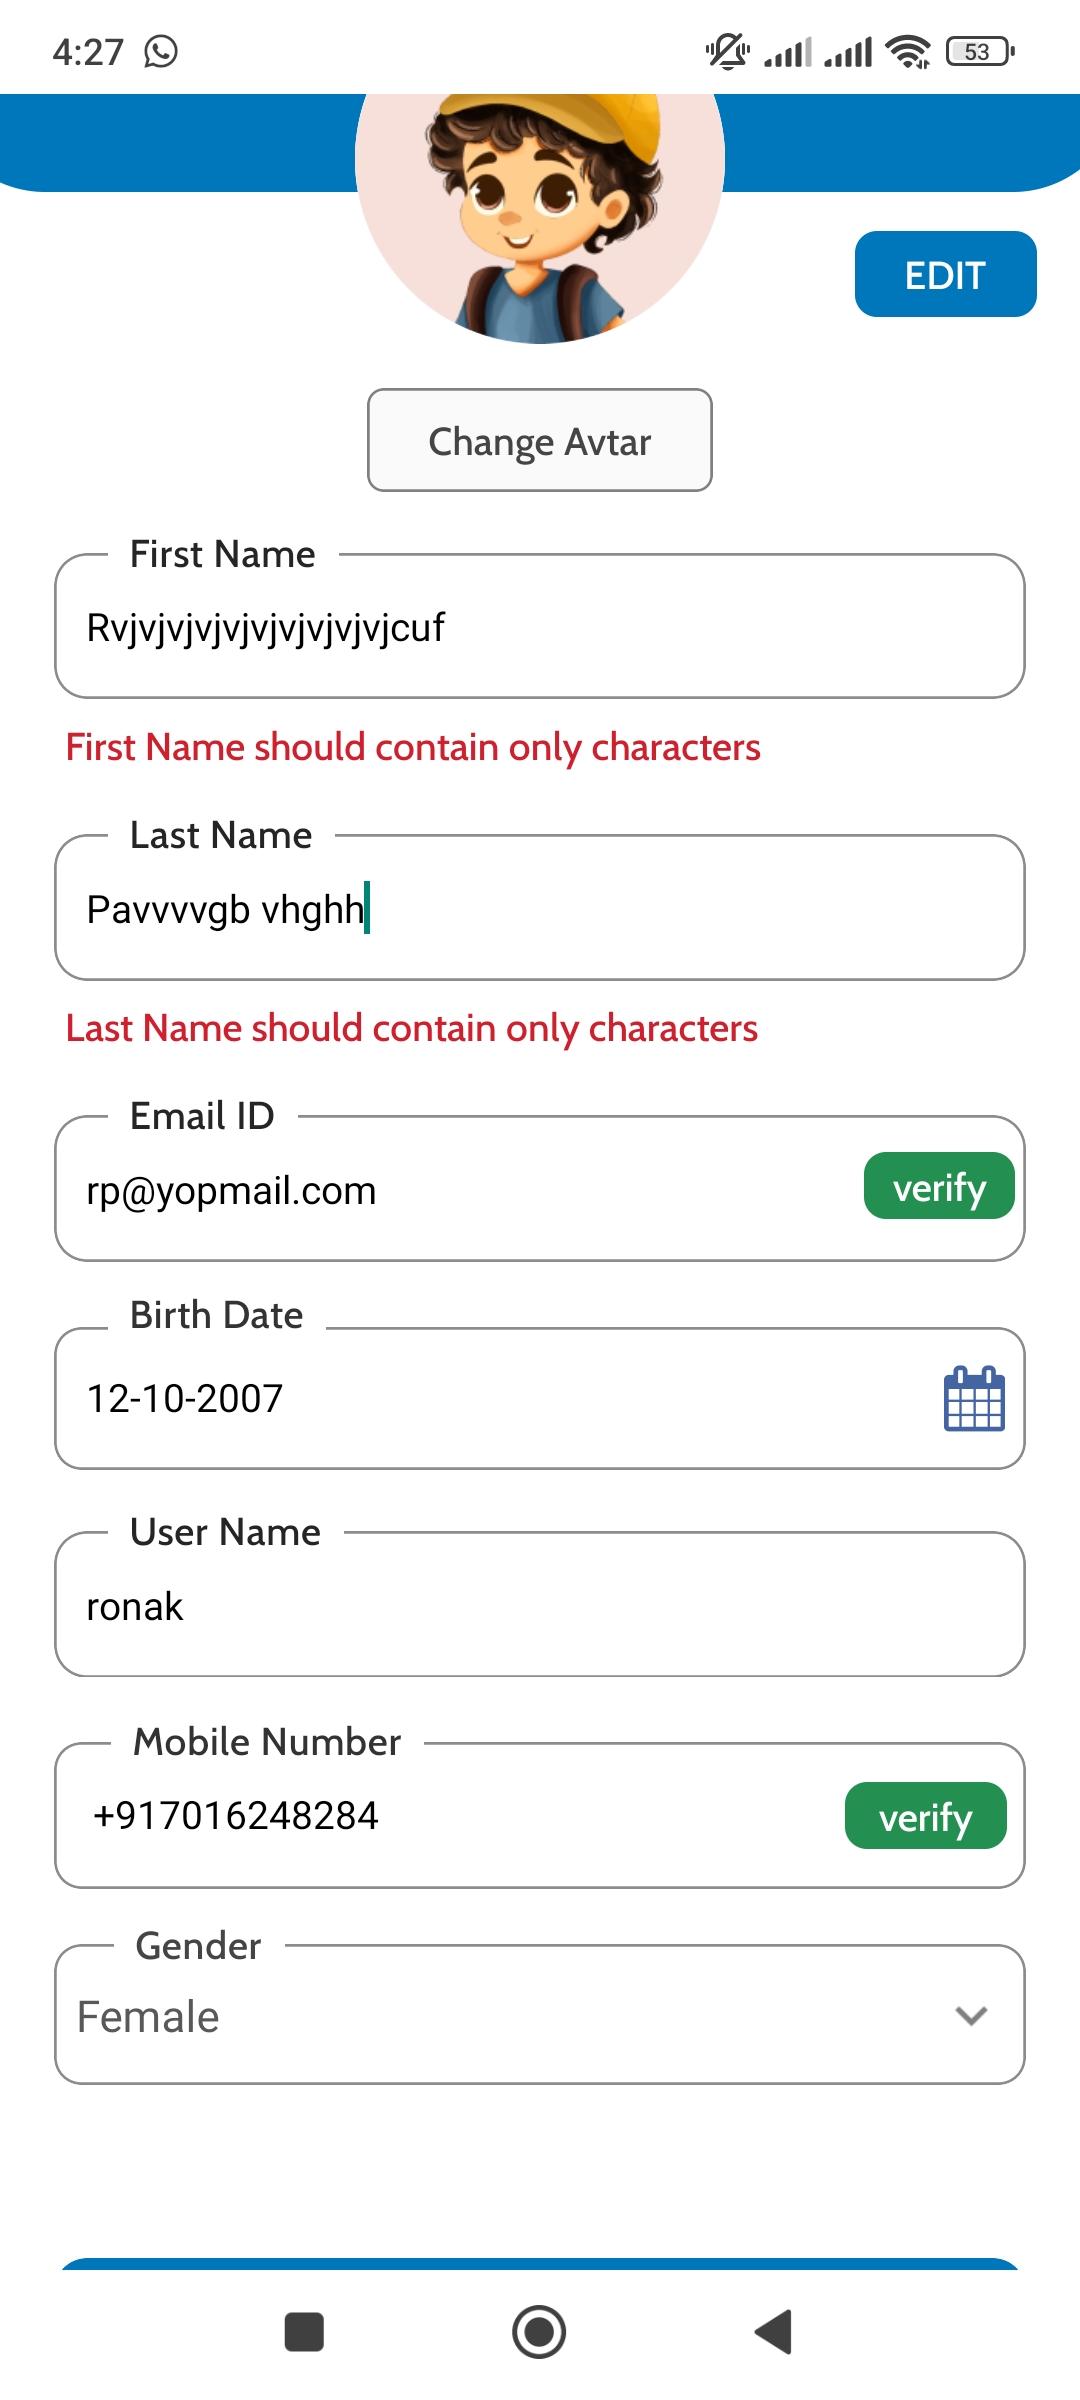 4:27
53
EDIT
Change Avtar
First Name
Rvjvjvjvjvjvjvjvjvjvjcuf
First Name should contain only characters
Last Name
Pavvvvgb vhghh
Last Name should contain only characters
Email ID
rp@yopmail.com
verify
Birth Date
12-10-2007
User Name
ronak
Mobile Number
+917016248284
verify
Gender
Female